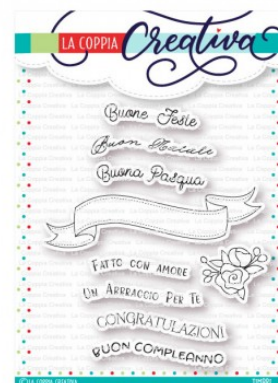 LA COPPIA
Creativa
Buone Feste
Buon Natale
Buona Pasqua
FATTO CON AMORE
UN ABBRACCIO PER TE
CONGRATULAZIONI
BUON COMPLEANNO
©LA COPPIA CREATIVA